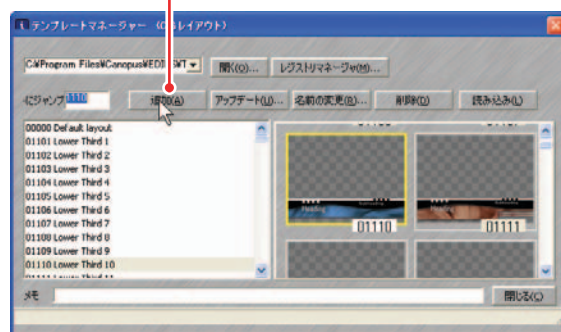 テンプレートマネージャー (CGレイアウト)
C:¥Program Files¥Canopus¥EDIUS¥T 開く(O)... レジストリマネージャ(M)...
にジャンプ 01110 追加(A) アップデート(U)... 名前の変更(R)... 削除(D) 読み込み(L)
00000 Default layout
01101 Lower Third 1
01102 Lower Third 2
01103 Lower Third 3
01104 Lower Third 4
01105 Lower Third 5
01106 Lower Third 6
01107 Lower Third 7
01108 Lower Third 8
01109 Lower Third 9
01110 Lower Third 10
01111 Lower Third 11
01110 01111
メモ 閉じる(C)